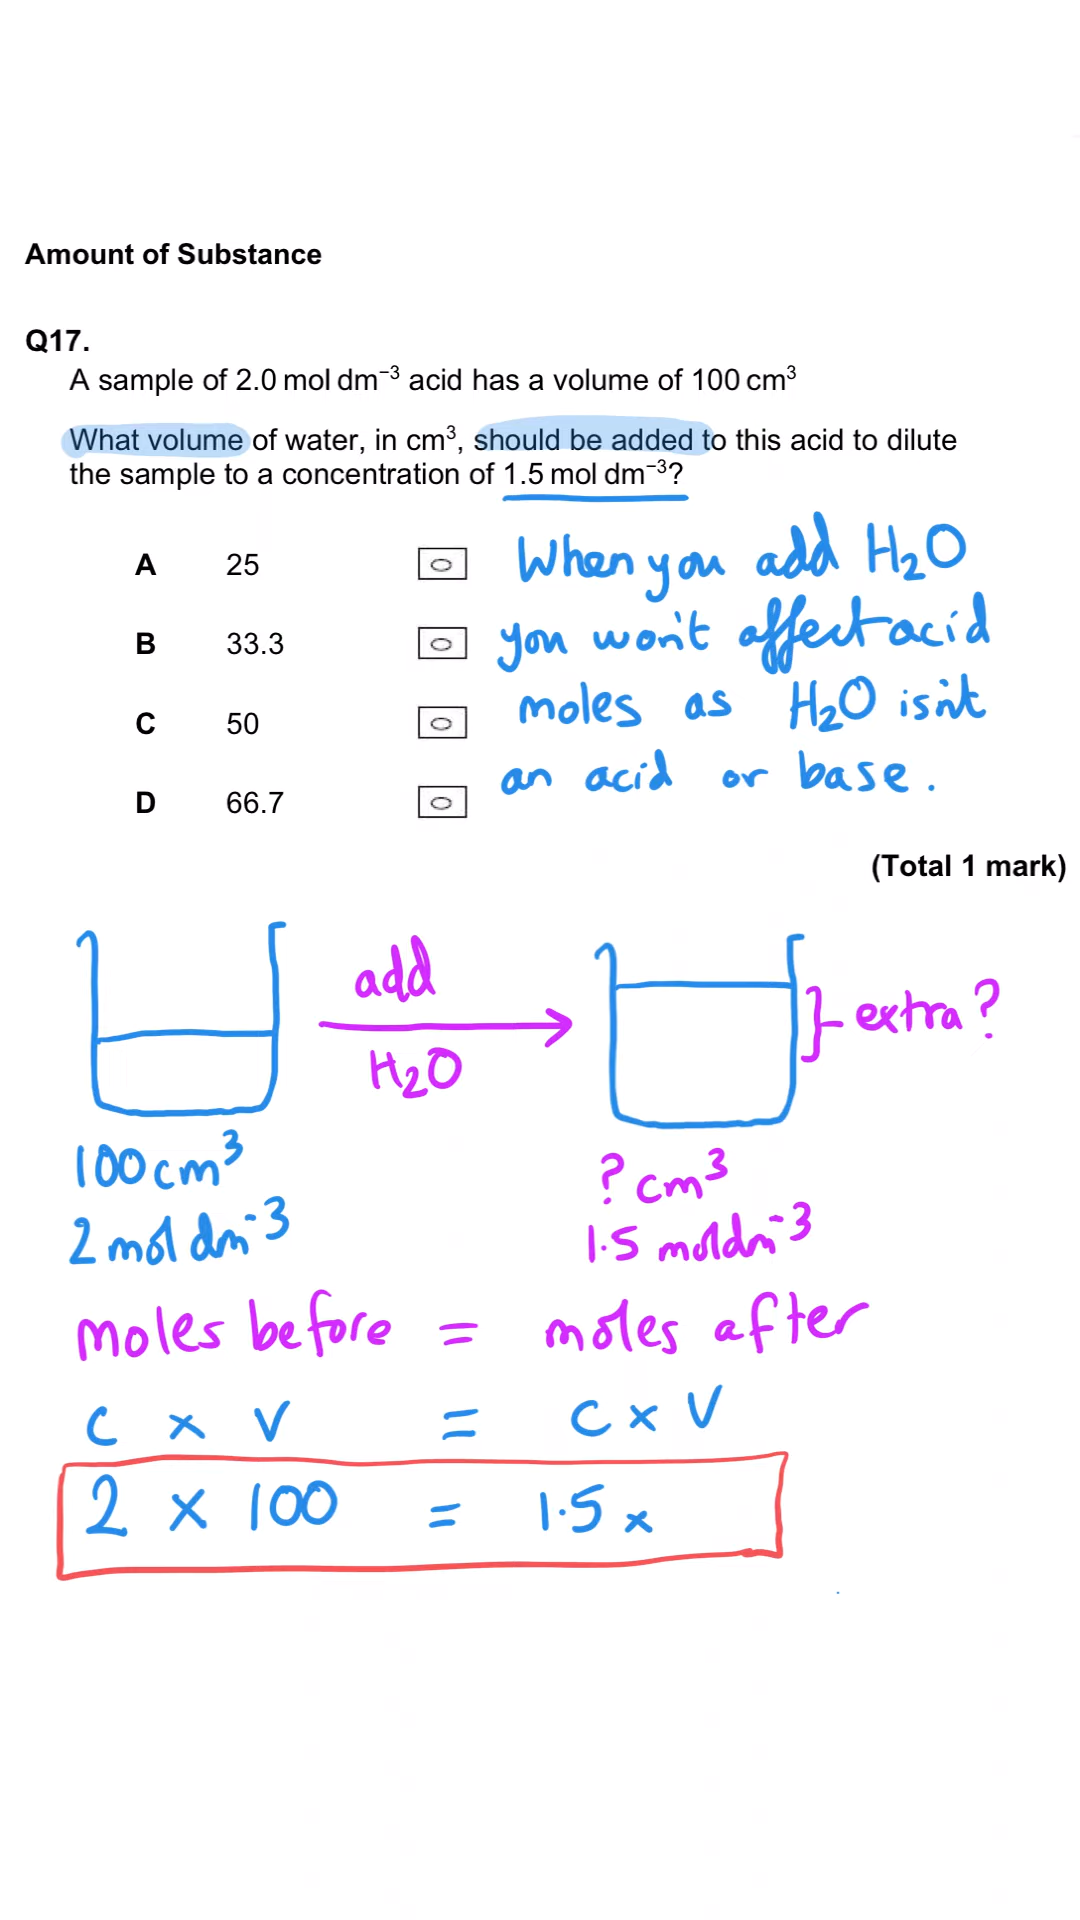 Amount of Substance
Q17.
A sample of 2.0 mol dm⁻³ acid has a volume of 100 cm³
What volume of water, in cm³, should be added to this acid to dilute
the sample to a concentration of 1.5 mol dm⁻³?
A 25
B 33.3
C 50
D 66.7
When you add H₂O
you won't affect acid
moles as H₂O isn't
an acid or base.
(Total 1 mark)
add
H₂O
extra?
100 cm³
2 mol dm⁻³
? cm³
1.5 mol dm⁻³
moles before = moles after
C × V = C × V
2 × 100 = 1.5 ×